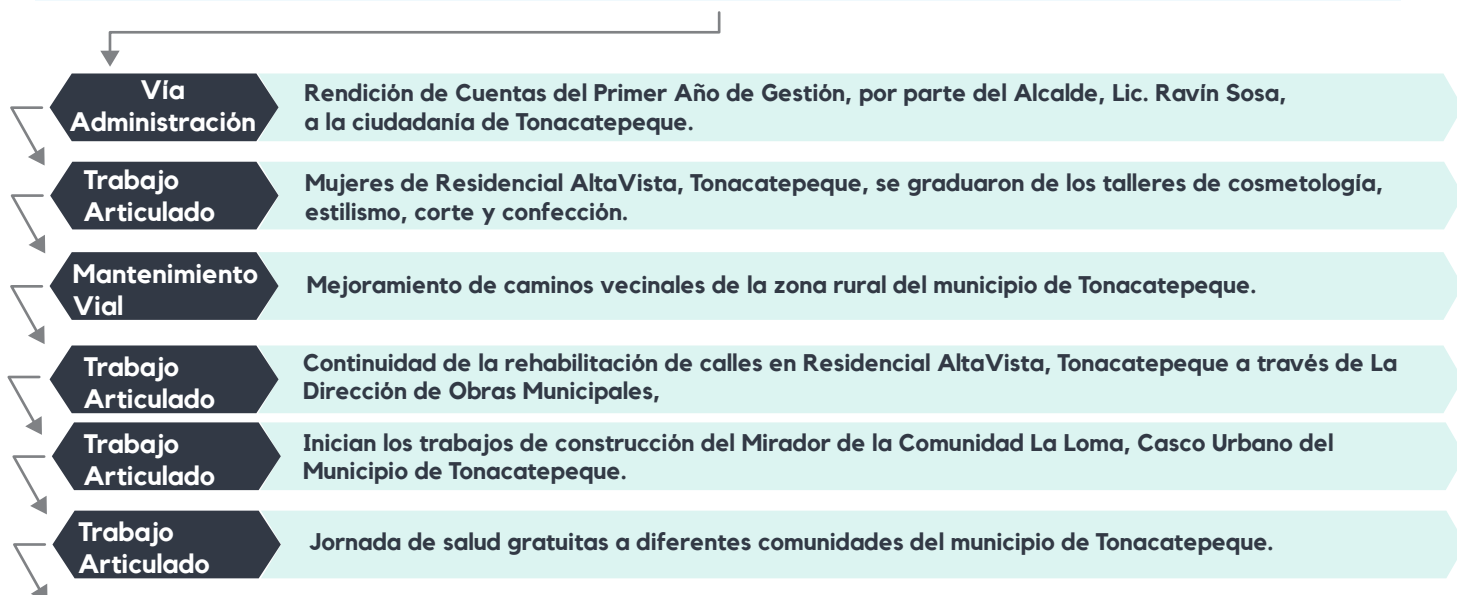 Vía
Administración
Rendición de Cuentas del Primer Año de Gestión, por parte del Alcalde, Lic. Ravín Sosa,
a la ciudadanía de Tonacatepeque.
Trabajo
Articulado
Mujeres de Residencial AltaVista, Tonacatepeque, se graduaron de los talleres de cosmetología,
estilismo, corte y confección.
Mantenimiento
Vial
Mejoramiento de caminos vecinales de la zona rural del municipio de Tonacatepeque.
Trabajo
Articulado
Continuidad de la rehabilitación de calles en Residencial AltaVista, Tonacatepeque a través de La
Dirección de Obras Municipales,
Trabajo
Articulado
Inician los trabajos de construcción del Mirador de la Comunidad La Loma, Casco Urbano del
Municipio de Tonacatepeque.
Trabajo
Articulado
Jornada de salud gratuitas a diferentes comunidades del municipio de Tonacatepeque.